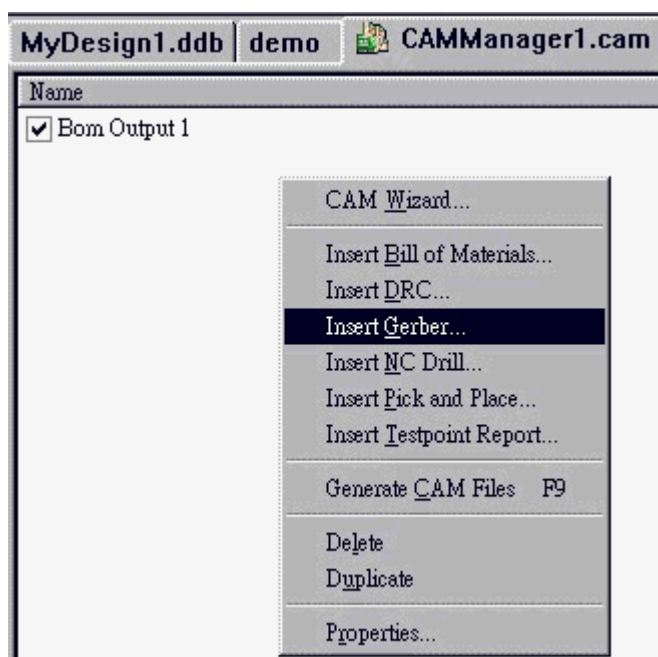 MyDesign1.ddb demo CAMManager1.cam
Name
Bom Output 1
CAM Wizard...
Insert Bill of Materials...
Insert DRC...
Insert Gerber...
Insert NC Drill...
Insert Pick and Place...
Insert Testpoint Report...
Generate CAM Files F9
Delete
Duplicate
Properties...